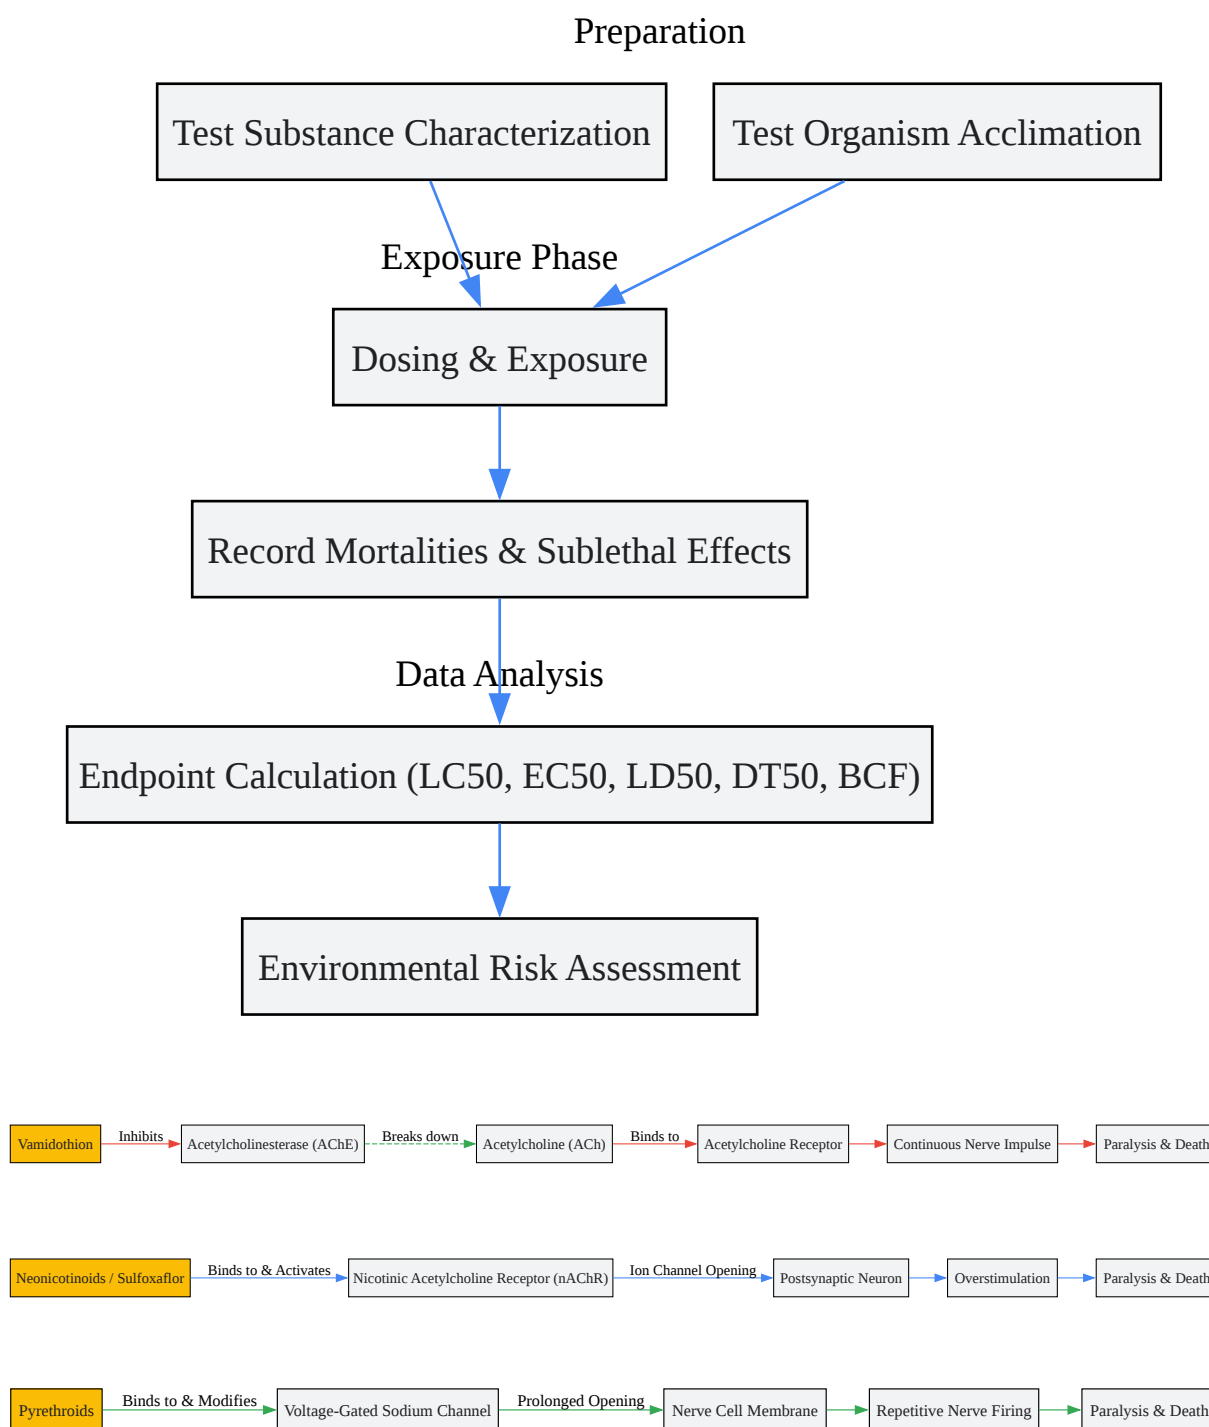 Preparation
Test Substance Characterization
Test Organism Acclimation
Exposure Phase
Dosing & Exposure
Record Mortalities & Sublethal Effects
Data Analysis
Endpoint Calculation (LC50, EC50, LD50, DT50, BCF)
Environmental Risk Assessment
Vamidothion
Inhibits
Acetylcholinesterase (AChE)
Breaks down
Acetylcholine (ACh)
Binds to
Acetylcholine Receptor
Continuous Nerve Impulse
Paralysis & Death
Neonicotinoids / Sulfoxaflor
Binds to & Activates
Nicotinic Acetylcholine Receptor (nAChR)
Ion Channel Opening
Postsynaptic Neuron
Overstimulation
Paralysis & Death
Pyrethroids
Binds to & Modifies
Voltage-Gated Sodium Channel
Prolonged Opening
Nerve Cell Membrane
Repetitive Nerve Firing
Paralysis & Death